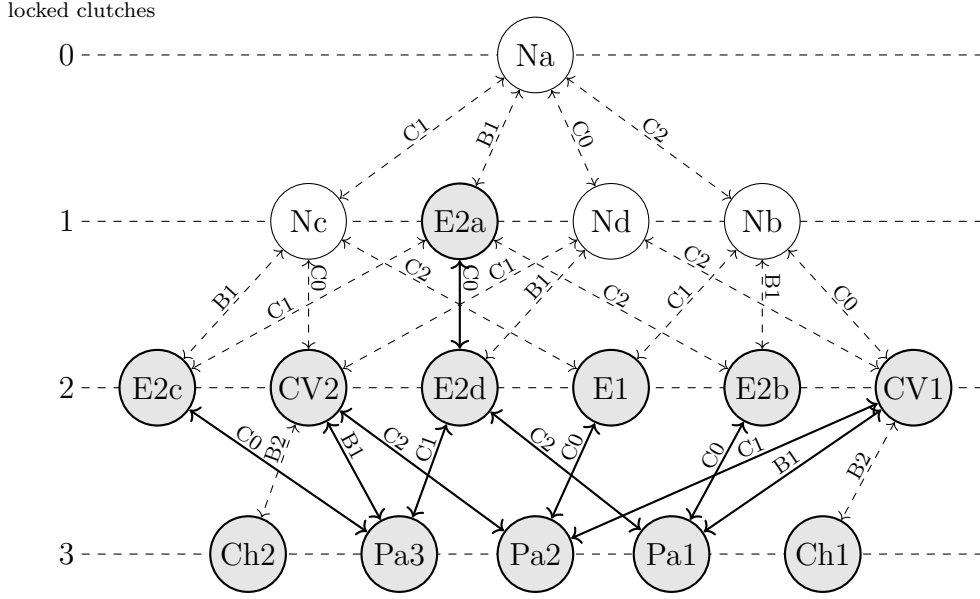 locked clutches
0
Na
C1
B1
C0
C2
1
Nc
E2a
Nd
Nb
B1
C1
C0
C2
C0
C1
B1
C2
C1
C2
B1
C0
2
E2c
CV2
E2d
E1
E2b
CV1
C0
B2
B1
C2
C1
C2
C0
C0
C1
B1
B2
3
Ch2
Pa3
Pa2
Pa1
Ch1